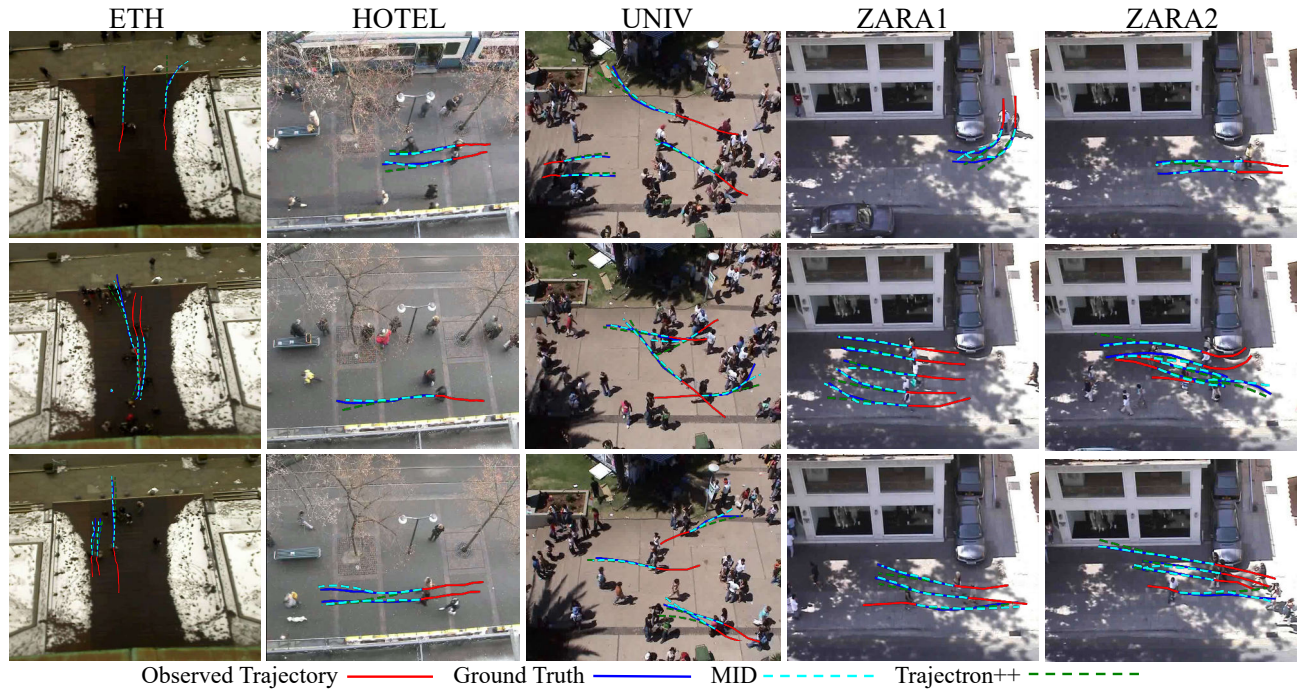 ETH HOTEL UNIV ZARA1 ZARA2
Observed Trajectory Ground Truth MID Trajectron++